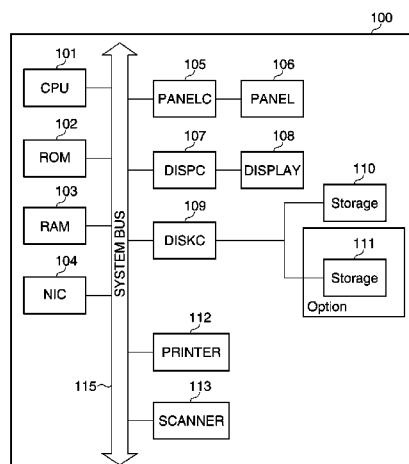 100
101
CPU
102
ROM
103
RAM
104
NIC
SYSTEM BUS
115
105
PANELC
106
PANEL
107
DISPC
108
DISPLAY
109
DISKC
110
Storage
111
Storage
Option
112
PRINTER
113
SCANNER